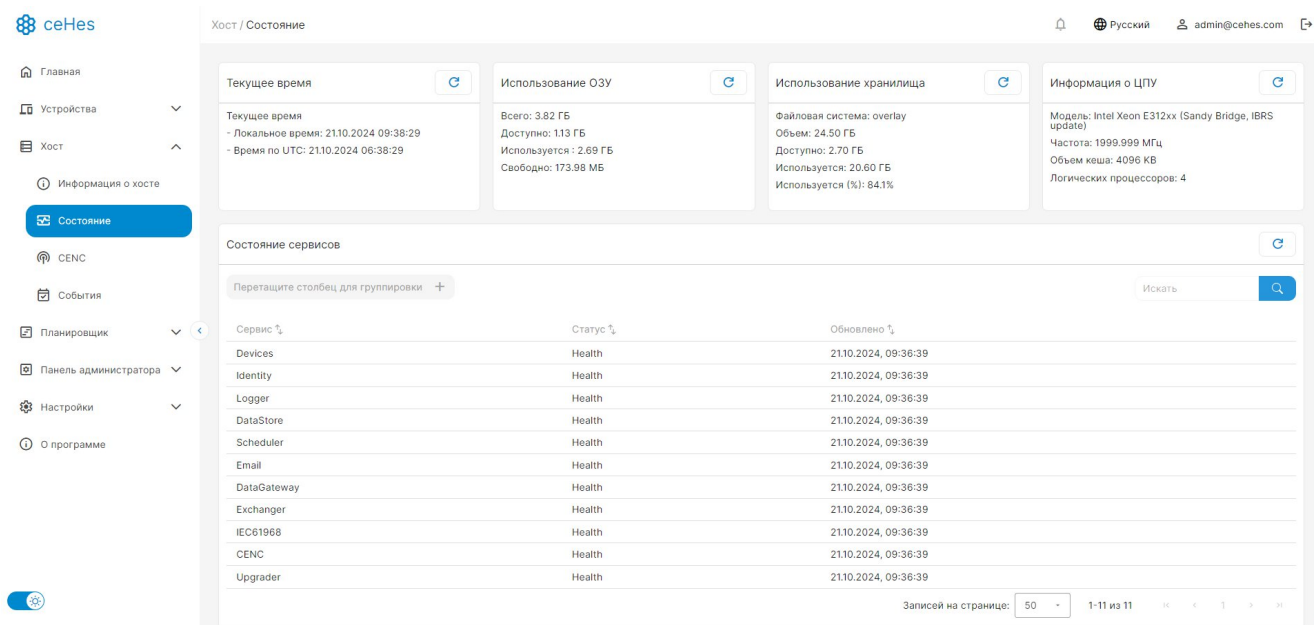 ceHes
Хост / Состояние
Русский
admin@cehes.com
Главная
Устройства
Хост
Информация о хосте
Состояние
CENC
События
Планировщик
Панель администратора
Настройки
О программе
Текущее время
Текущее время
- Локальное время: 21.10.2024 09:38:29
- Время по UTC: 21.10.2024 06:38:29
Использование ОЗУ
Всего: 3.82 ГБ
Доступно: 1.13 ГБ
Используется : 2.69 ГБ
Свободно: 173.98 МБ
Использование хранилища
Файловая система: overlay
Объем: 24.50 ГБ
Доступно: 2.70 ГБ
Используется: 20.60 ГБ
Используется (%): 84.1%
Информация о ЦПУ
Модель: Intel Xeon E312xx (Sandy Bridge, IBRS
update)
Частота: 1999.999 МГц
Объем кеша: 4096 KB
Логических процессоров: 4
Состояние сервисов
Перетащите столбец для группировки +
Искать
Сервис Статус Обновлено
Devices Health 21.10.2024, 09:36:39
Identity Health 21.10.2024, 09:36:39
Logger Health 21.10.2024, 09:36:39
DataStore Health 21.10.2024, 09:36:39
Scheduler Health 21.10.2024, 09:36:39
Email Health 21.10.2024, 09:36:39
DataGateway Health 21.10.2024, 09:36:39
Exchanger Health 21.10.2024, 09:36:39
IEC61968 Health 21.10.2024, 09:36:39
CENC Health 21.10.2024, 09:36:39
Upgrader Health 21.10.2024, 09:36:39
Записей на странице: 50 1-11 из 11 1